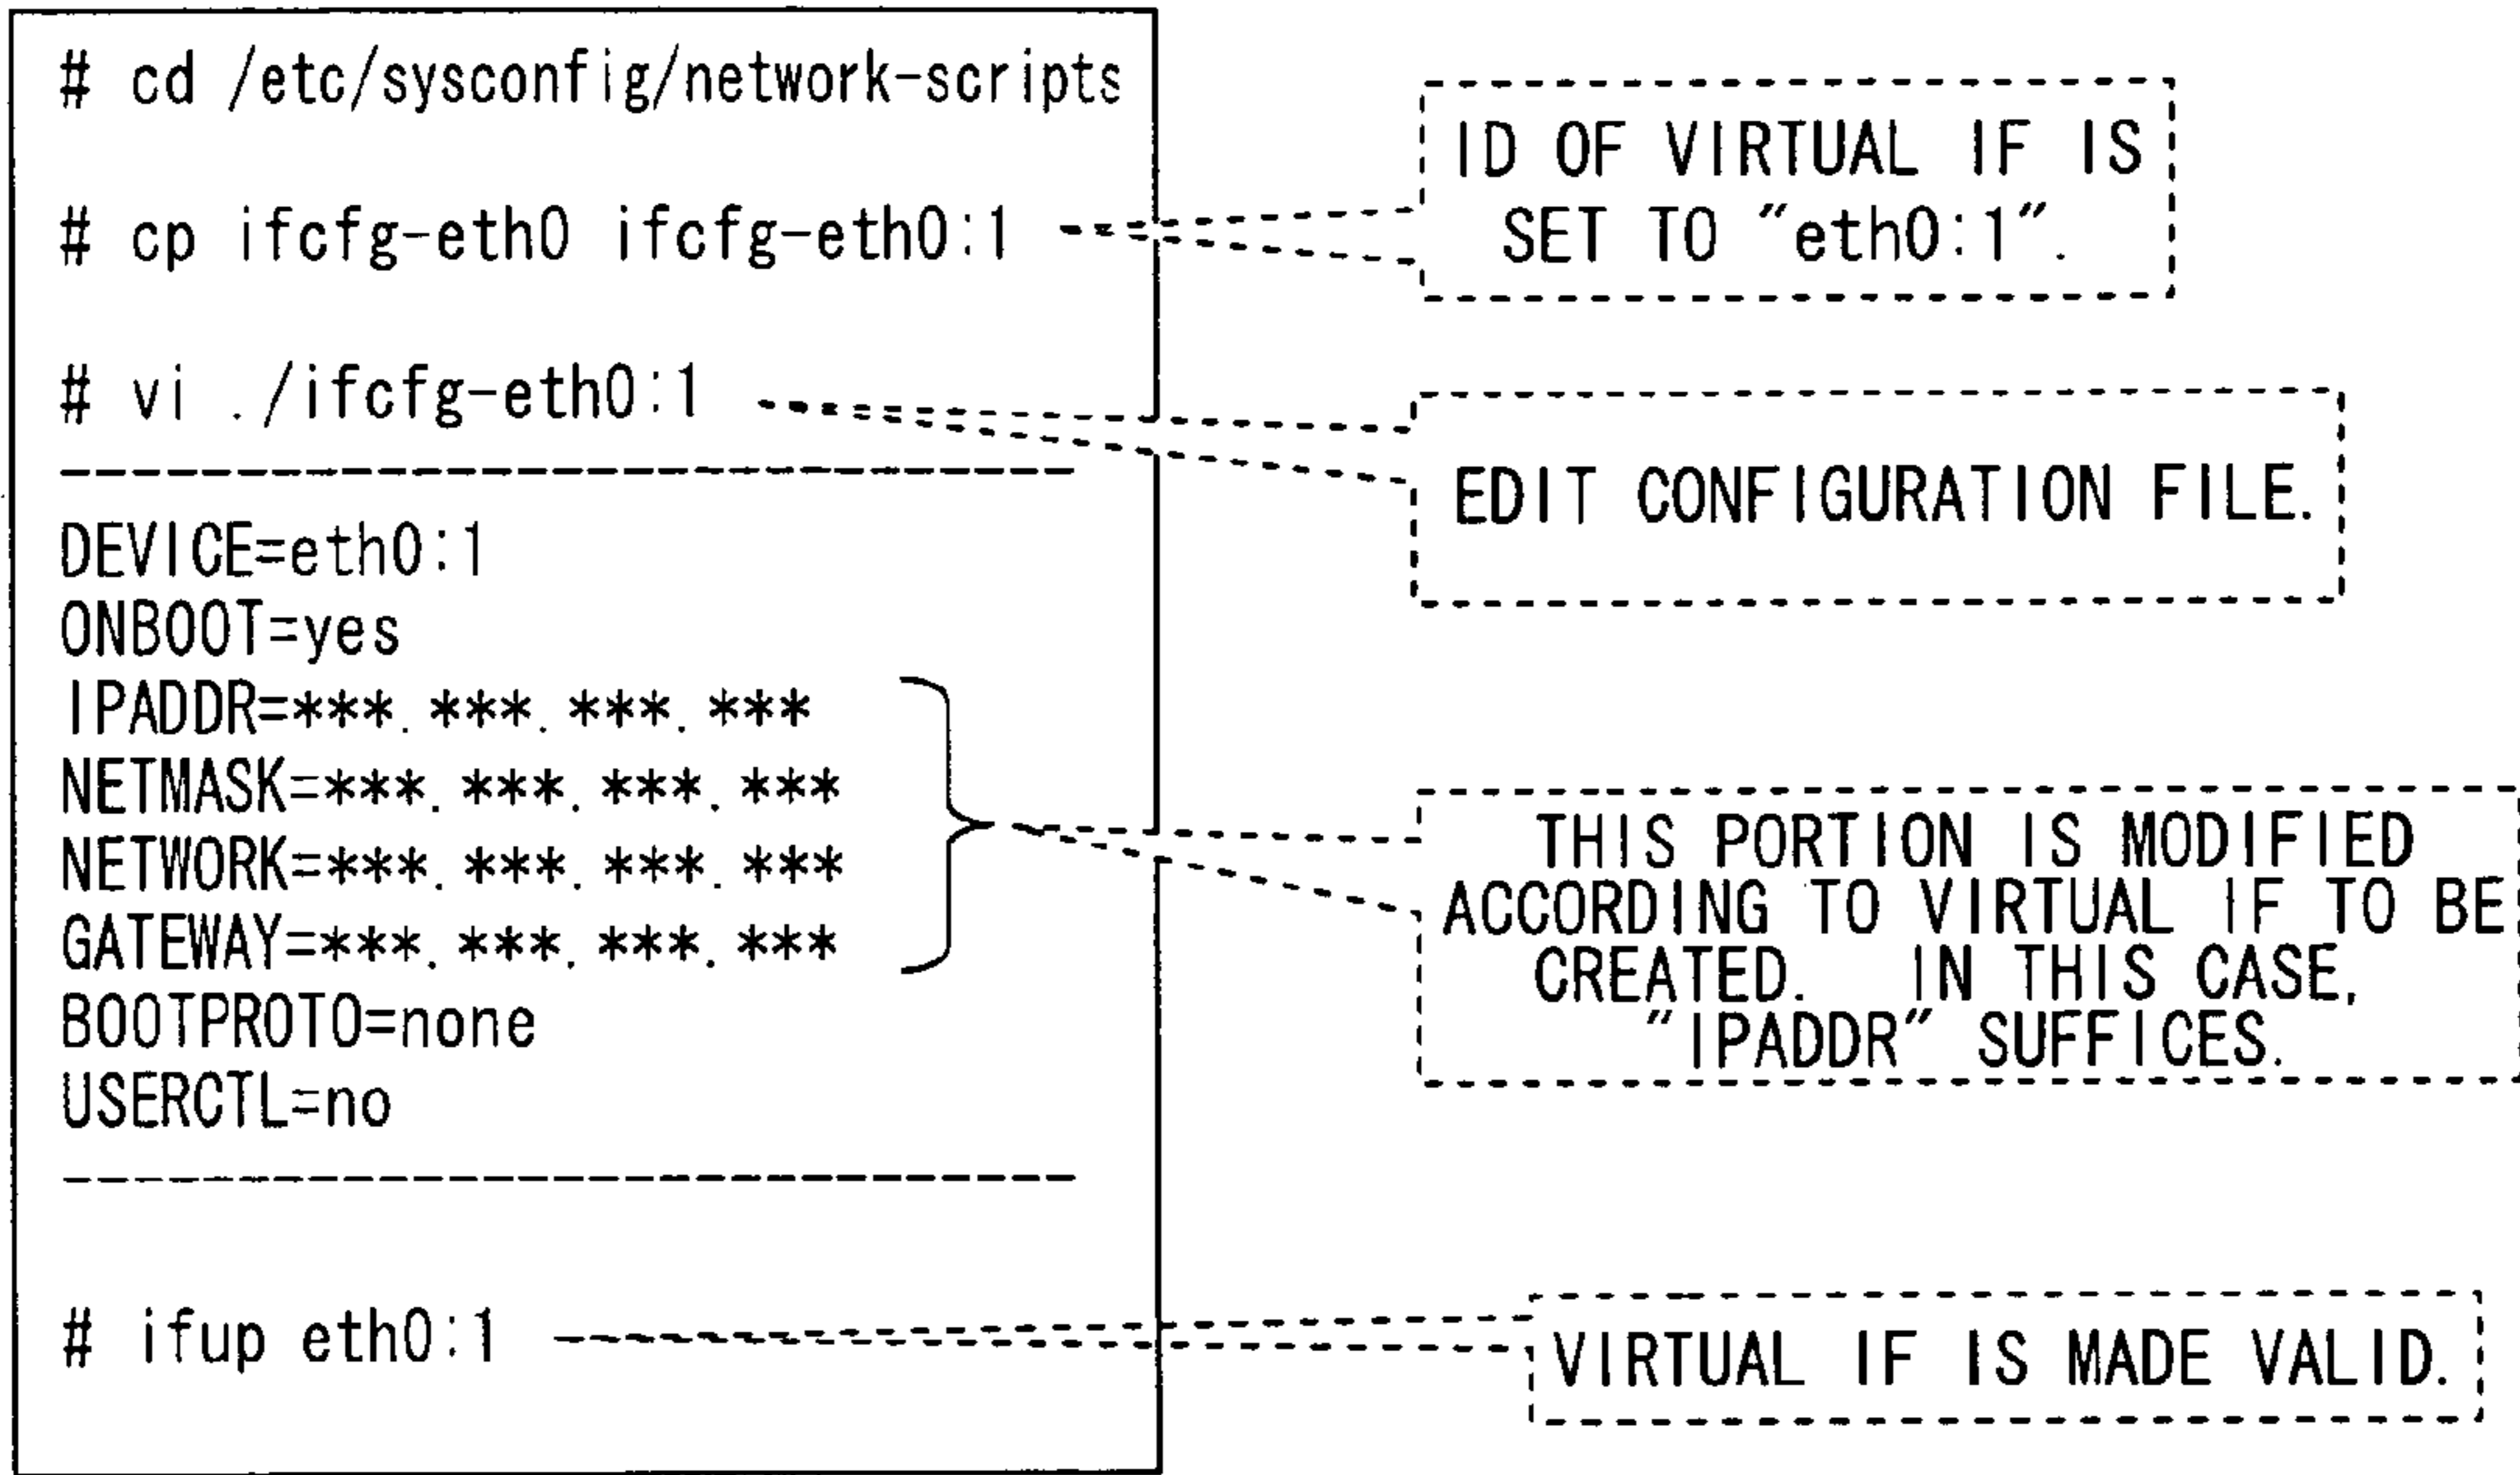 # cd /etc/sysconfig/network-scripts
# cp ifcfg-eth0 ifcfg-eth0:1
ID OF VIRTUAL IF IS
SET TO "eth0:1".
# vi ./ifcfg-eth0:1
EDIT CONFIGURATION FILE.
DEVICE=eth0:1
ONBOOT=yes
IPADDR=***.***.***.***
NETMASK=***.***.***.***
NETWORK=***.***.***.***
GATEWAY=***.***.***.***
BOOTPROTO=none
USERCTL=no
THIS PORTION IS MODIFIED
ACCORDING TO VIRTUAL IF TO BE
CREATED. IN THIS CASE,
"IPADDR" SUFFICES.
# ifup eth0:1
VIRTUAL IF IS MADE VALID.